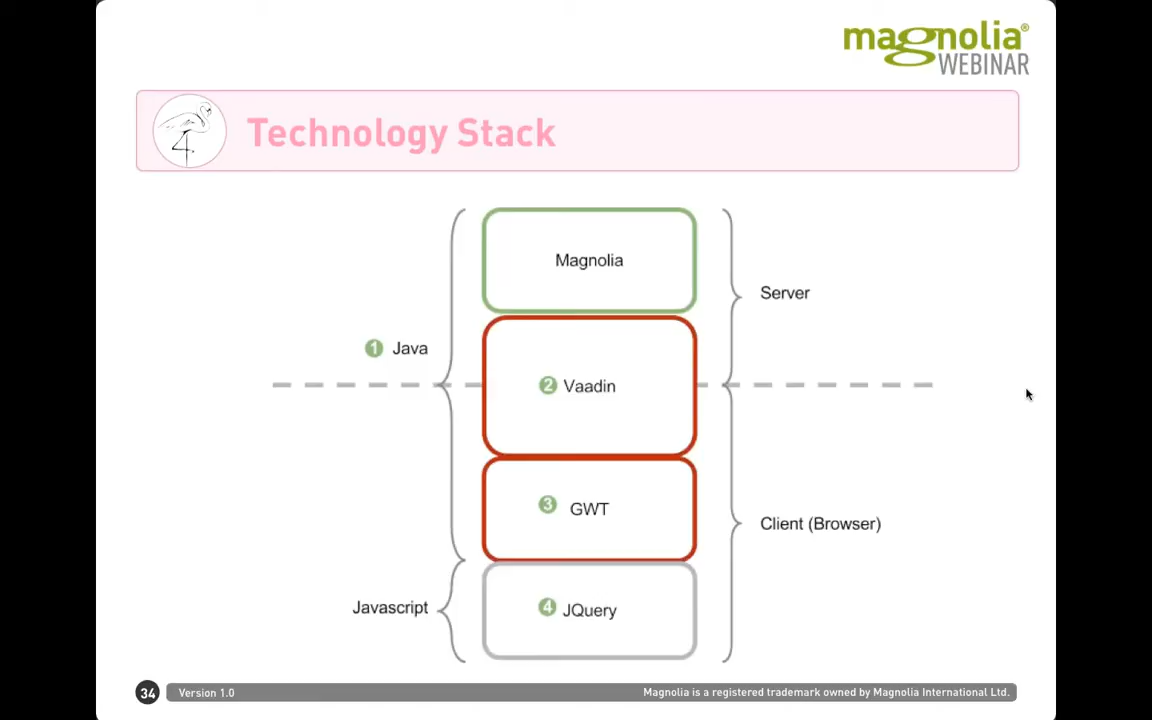 magnolia®
WEBINAR
Technology Stack
Magnolia
Server
1 Java
2 Vaadin
3 GWT
Client (Browser)
Javascript
4 JQuery
34 Version 1.0 Magnolia is a registered trademark owned by Magnolia International Ltd.